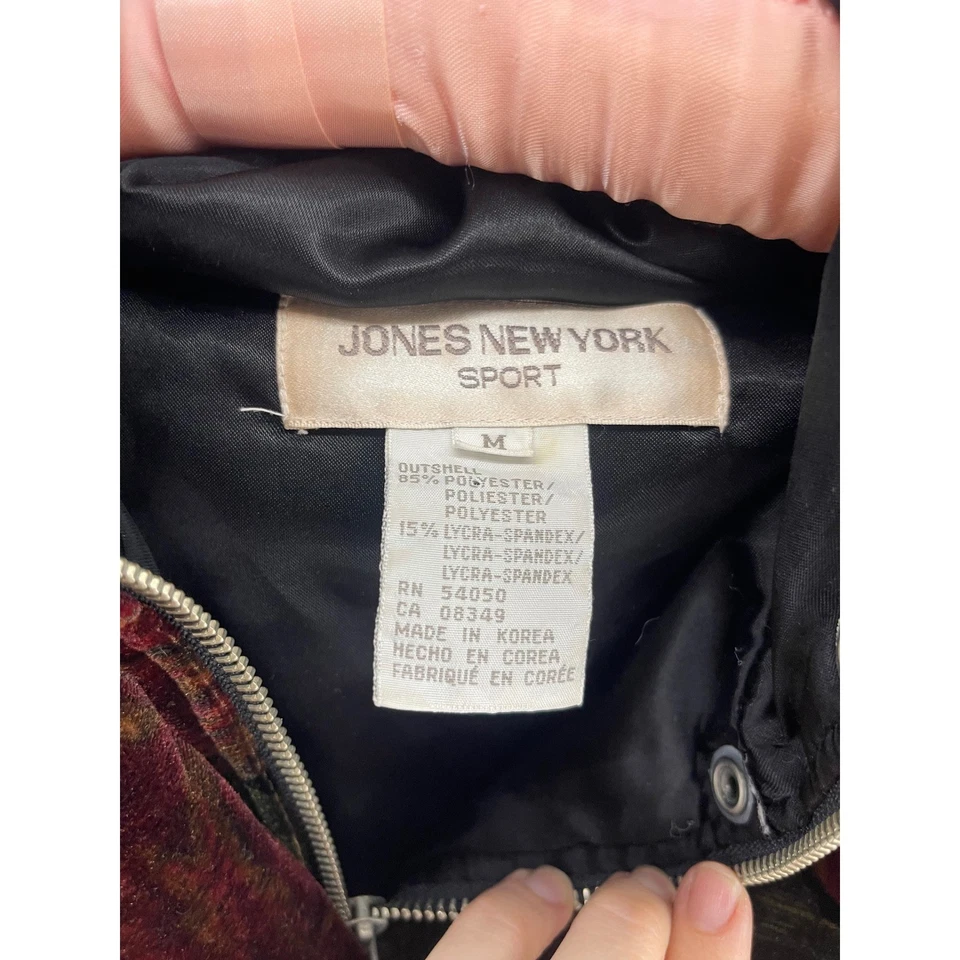 JONES NEW YORK
SPORT
M
OUTSHELL
85% POLYESTER/
POLIESTER/
POLYESTER
15% LYCRA-SPANDEX/
LYCRA-SPANDEX/
LYCRA-SPANDEX
RN 54050
CA 08349
MADE IN KOREA
HECHO EN COREA
FABRIQUÉ EN CORÉE